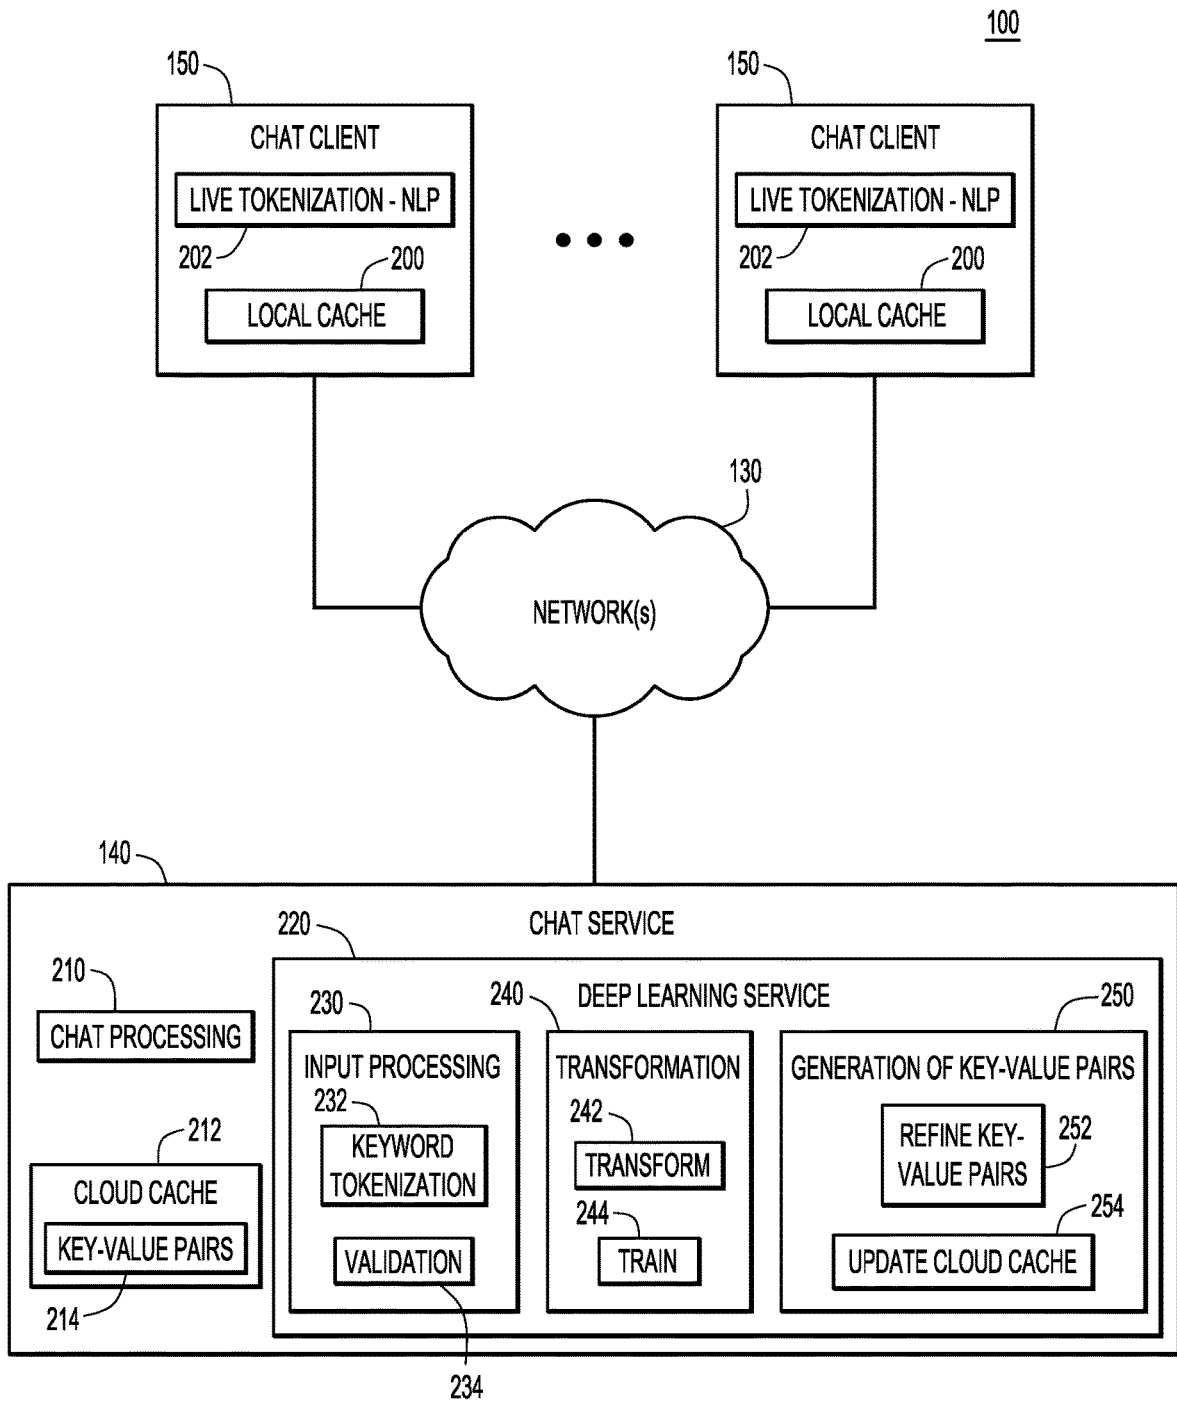 100
150
150
CHAT CLIENT
CHAT CLIENT
LIVE TOKENIZATION - NLP
LIVE TOKENIZATION - NLP
202
200
202
200
LOCAL CACHE
LOCAL CACHE
130
NETWORK(s)
140
CHAT SERVICE
220
210
CHAT PROCESSING
DEEP LEARNING SERVICE
230
240
250
INPUT PROCESSING
TRANSFORMATION
GENERATION OF KEY-VALUE PAIRS
232
KEYWORD
TOKENIZATION
242
TRANSFORM
REFINE KEY-
VALUE PAIRS
252
212
CLOUD CACHE
KEY-VALUE PAIRS
214
VALIDATION
234
244
TRAIN
254
UPDATE CLOUD CACHE